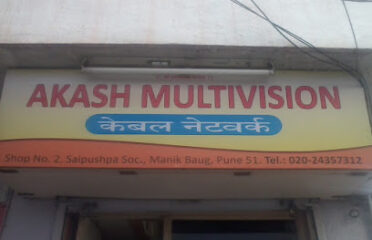 AKASH MULTIVISION
केबल नेटवर्क
Shop No. 2, Saipushpa Soc., Manik Baug, Pune 51. Tel.: 020-24357312